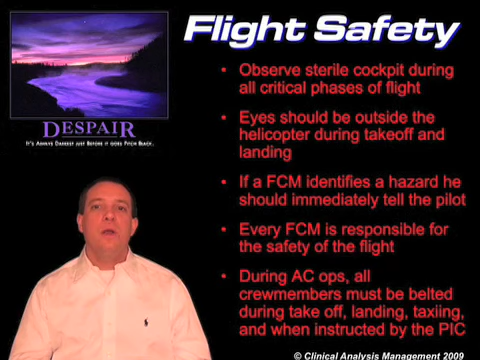 Flight Safety
DESPAIR
IT'S ALWAYS DARKEST JUST BEFORE IT GOES PITCH BLACK.
• Observe sterile cockpit during
all critical phases of flight
• Eyes should be outside the
helicopter during takeoff and
landing
• If a FCM identifies a hazard he
should immediately tell the pilot
• Every FCM is responsible for
the safety of the flight
• During AC ops, all
crewmembers must be belted
during take off, landing, taxiing,
and when instructed by the PIC
© Clinical Analysis Management 2009